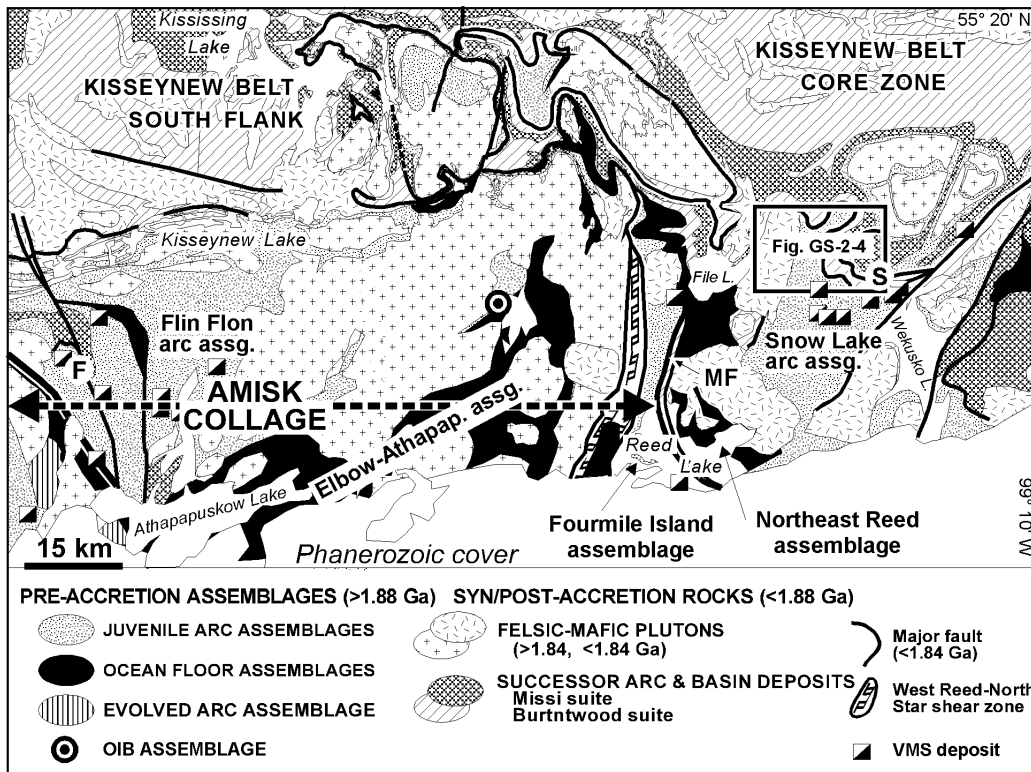 Kississing
Lake
55° 20' N
KISSEYNEW BELT
SOUTH FLANK
KISSEYNEW BELT
CORE ZONE
Kisseynew Lake
Fig. GS-2-4
File L.
S
Flin Flon
arc assg.
F
Snow Lake
arc assg.
Wekusko L.
MF
AMISK
COLLAGE
Elbow-Athapap. assg.
Reed
Lake
Athapapuskow Lake
99° 10' W
15 km
Phanerozoic cover
Fourmile Island
assemblage
Northeast Reed
assemblage
PRE-ACCRETION ASSEMBLAGES (>1.88 Ga)
JUVENILE ARC ASSEMBLAGES
OCEAN FLOOR ASSEMBLAGES
EVOLVED ARC ASSEMBLAGE
OIB ASSEMBLAGE
SYN/POST-ACCRETION ROCKS (<1.88 Ga)
FELSIC-MAFIC PLUTONS
(>1.84, <1.84 Ga)
SUCCESSOR ARC & BASIN DEPOSITS
Missi suite
Burtntwood suite
Major fault
(<1.84 Ga)
West Reed-North
Star shear zone
VMS deposit